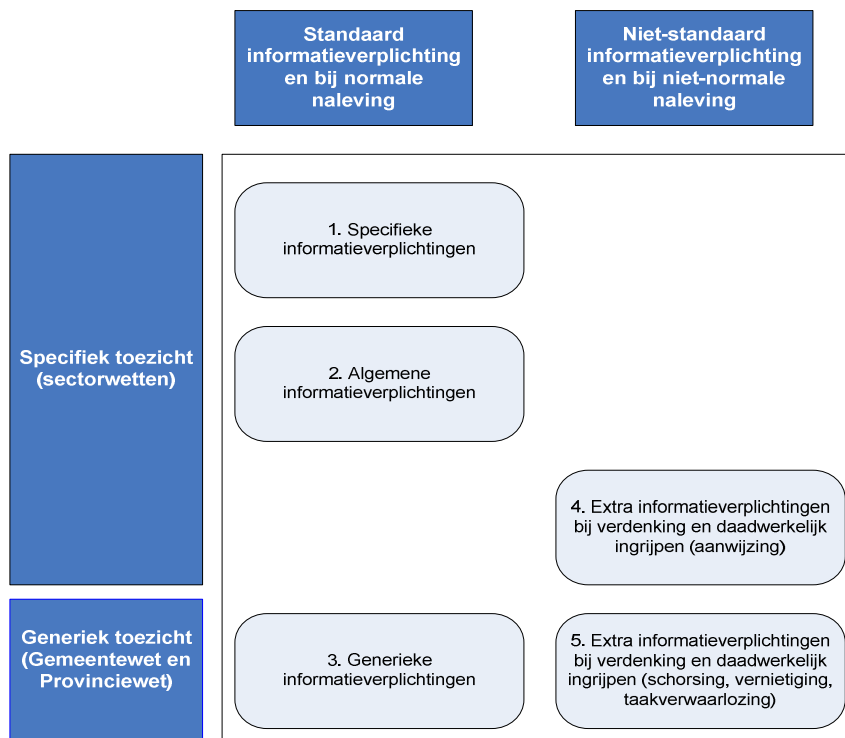 Standaard
informatieverplichting
en bij normale
naleving
Niet-standaard
informatieverplichting
en bij niet-normale
naleving
Specifiek toezicht
(sectorwetten)
1. Specifieke
informatieverplichtingen
2. Algemene
informatieverplichtingen
4. Extra informatieverplichtingen
bij verdenking en daadwerkelijk
ingrijpen (aanwijzing)
Generiek toezicht
(Gemeentewet en
Provinciewet)
3. Generieke
informatieverplichtingen
5. Extra informatieverplichtingen
bij verdenking en daadwerkelijk
ingrijpen (schorsing, vernietiging,
taakverwaarlozing)